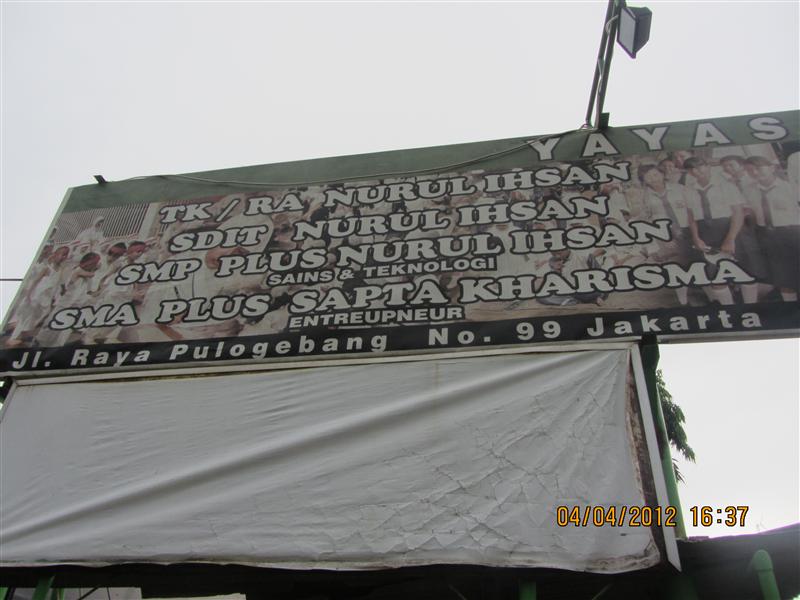 YAYAS
TK / RA NURUL IHSAN
SDIT NURUL IHSAN
SMP PLUS NURUL IHSAN
SAINS & TEKNOLOGI
SMA PLUS SAPTA KHARISMA
ENTREUPNEUR
Jl. Raya Pulogebang No. 99 Jakarta
04/04/2012 16:37